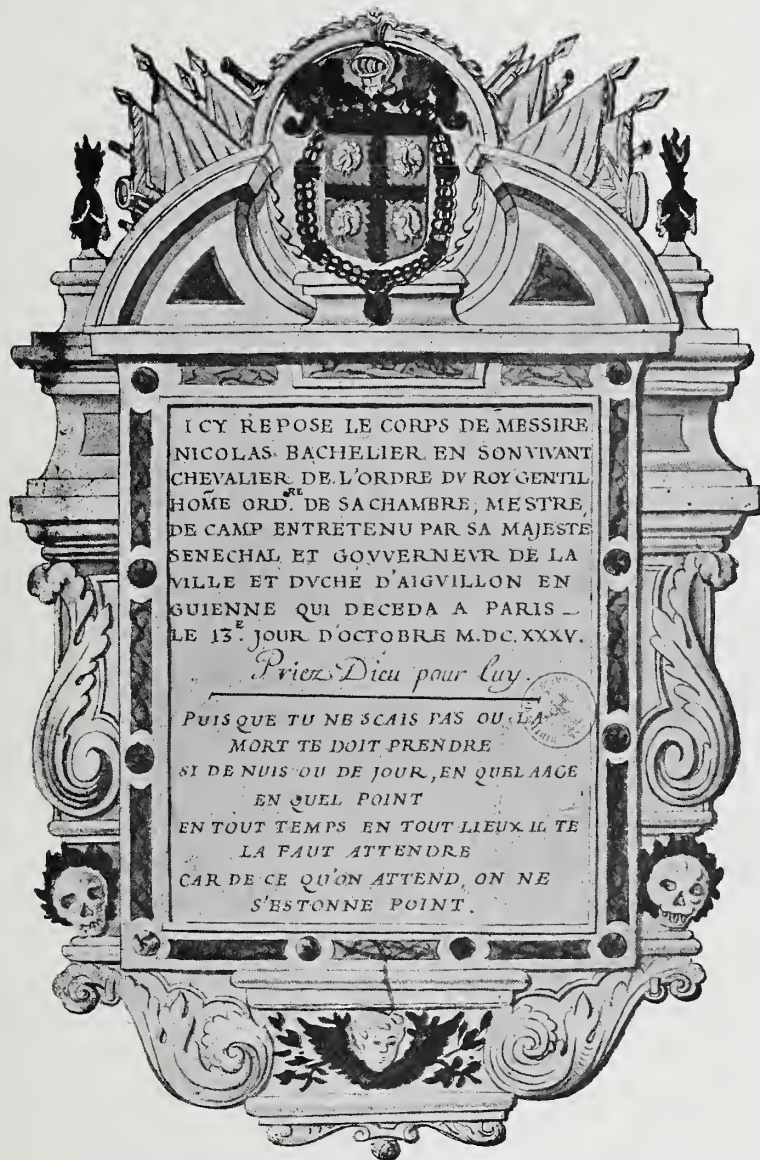 ICY REPOSE LE CORPS DE MESSIRE
NICOLAS BACHELIER EN SON VIVANT
CHEVALIER DE L'ORDRE DV ROY GENTIL
HOM̃E ORD.RE DE SA CHAMBRE, MESTRE
DE CAMP ENTRETENU PAR SA MAJESTE
SENECHAL ET GOVVERNEVR DE LA
VILLE ET DVCHE D'AIGVILLON EN
GUIENNE QUI DECEDA A PARIS _
LE 13.E JOUR D'OCTOBRE M.DC.XXXV.
Priez Dieu pour luy.
PUISQUE TU NE SCAIS PAS OU LA
MORT TE DOIT PRENDRE
SI DE NUIS OU DE JOUR, EN QUEL AAGE
EN QUEL POINT
EN TOUT TEMPS EN TOUT LIEUX IL TE
LA FAUT ATTENDRE
CAR DE CE QU'ON ATTEND, ON NE
S'ESTONNE POINT.